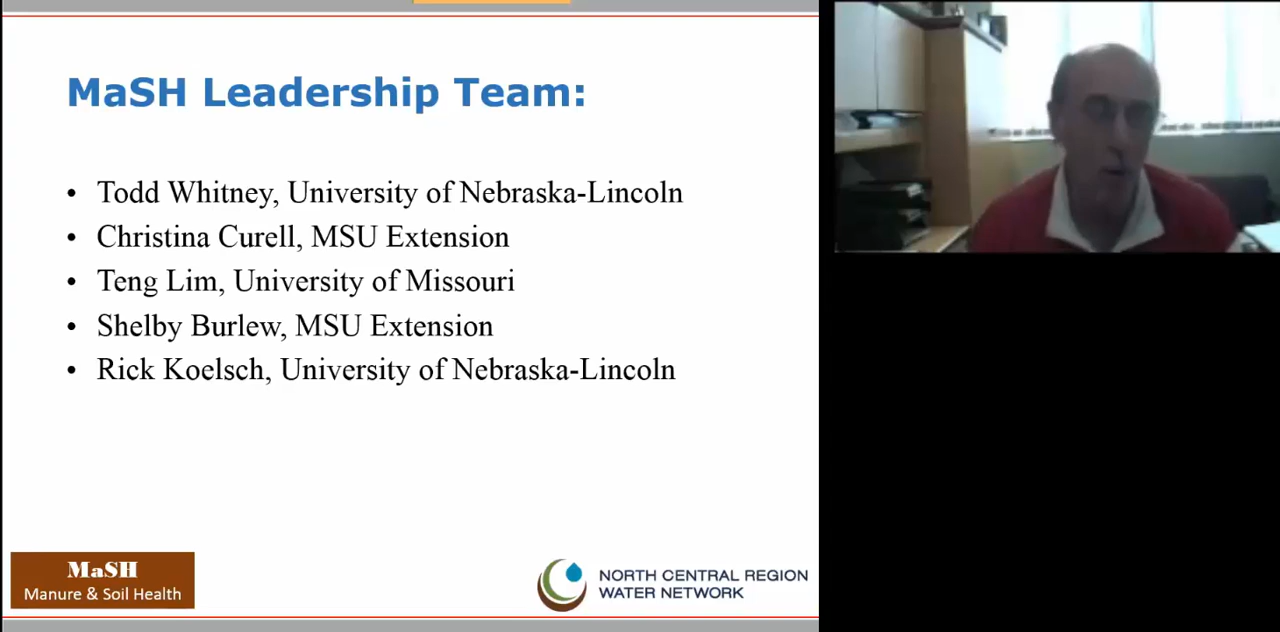 MaSH Leadership Team:
• Todd Whitney, University of Nebraska-Lincoln
• Christina Curell, MSU Extension
• Teng Lim, University of Missouri
• Shelby Burlew, MSU Extension
• Rick Koelsch, University of Nebraska-Lincoln
MaSH
Manure & Soil Health
NORTH CENTRAL REGION
WATER NETWORK